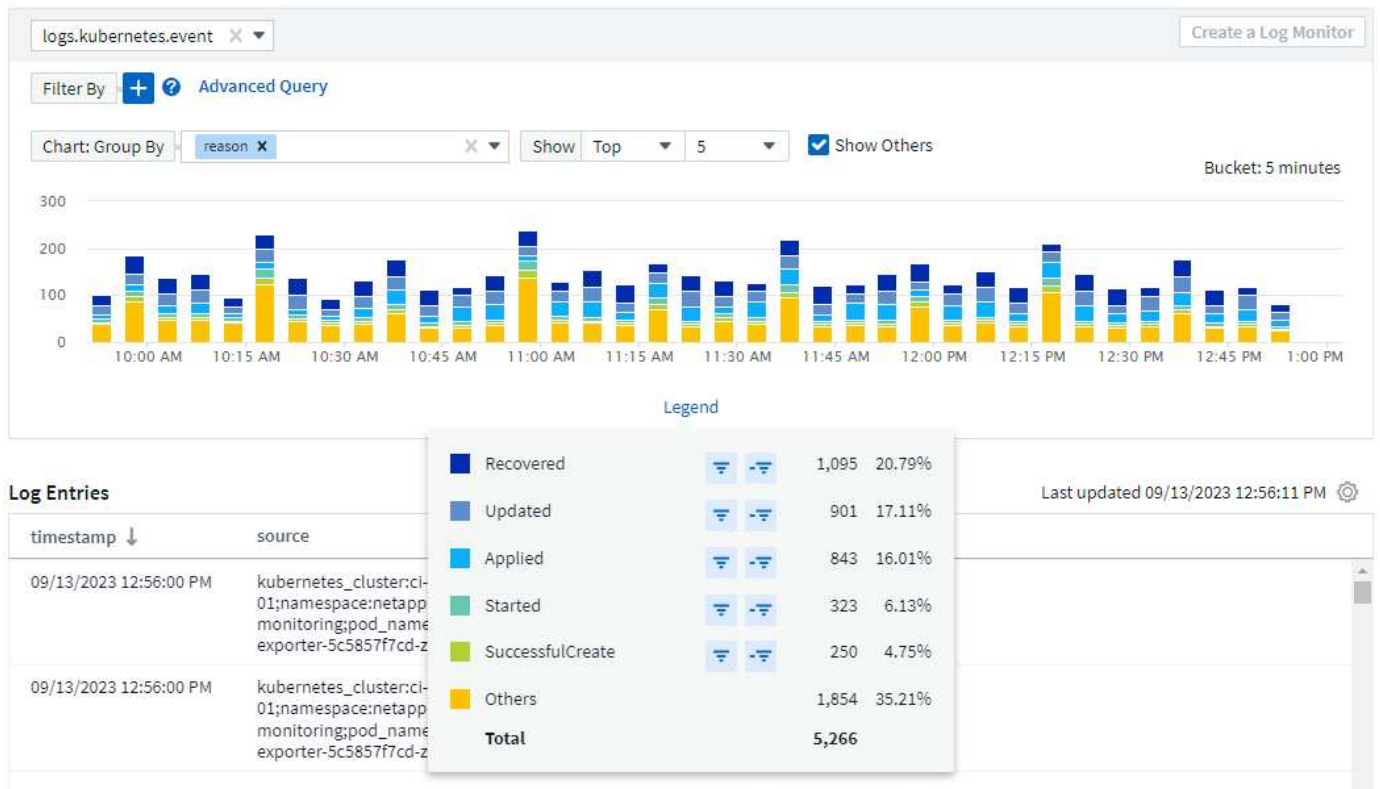 logs.kubernetes.event
Create a Log Monitor
Filter By
+ ? Advanced Query
Chart: Group By reason X Show Top 5 Show Others
Bucket: 5 minutes
300
200
100
0
10:00 AM 10:15 AM 10:30 AM 10:45 AM 11:00 AM 11:15 AM 11:30 AM 11:45 AM 12:00 PM 12:15 PM 12:30 PM 12:45 PM 1:00 PM
Legend
Recovered 1,095 20.79%
Updated 901 17.11%
Applied 843 16.01%
Started 323 6.13%
SuccessfulCreate 250 4.75%
Others 1,854 35.21%
Total 5,266
Log Entries
Last updated 09/13/2023 12:56:11 PM
timestamp ↓ source
09/13/2023 12:56:00 PM kubernetes_cluster:ci-
01;namespace:netapp
monitoring;pod_name
exporter-5c5857f7cd-z
09/13/2023 12:56:00 PM kubernetes_cluster:ci-
01;namespace:netapp
monitoring;pod_name
exporter-5c5857f7cd-z